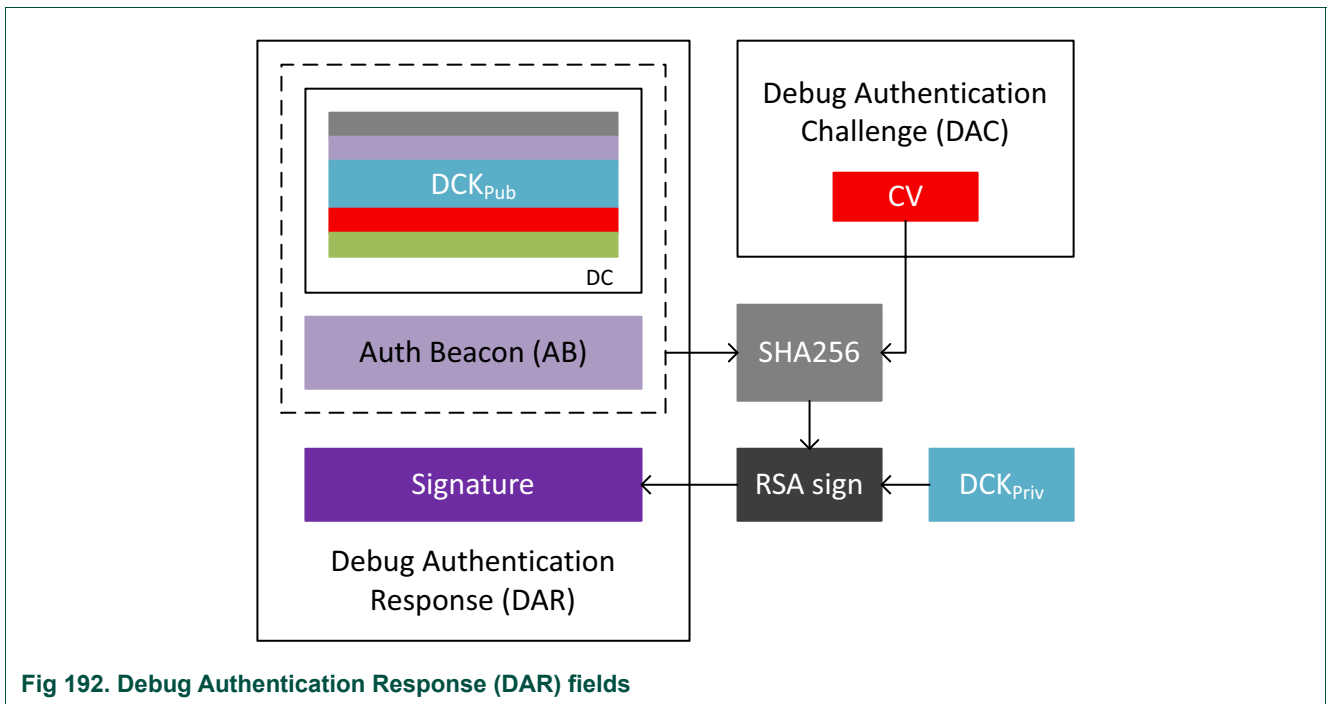 DCKPub
DC
Auth Beacon (AB)
Signature
Debug Authentication
Response (DAR)
Debug Authentication
Challenge (DAC)
CV
SHA256
RSA sign
DCKPriv
Fig 192. Debug Authentication Response (DAR) fields